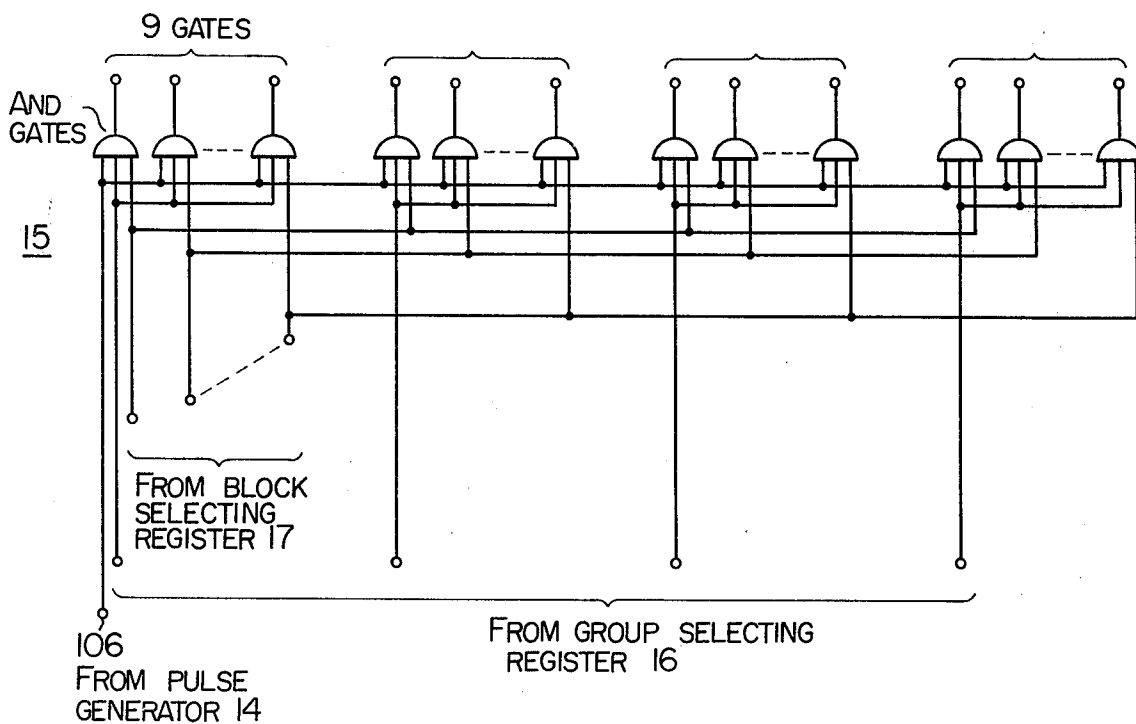 9 GATES
AND
GATES
15
FROM BLOCK
SELECTING
REGISTER 17
FROM GROUP SELECTING
REGISTER 16
106
FROM PULSE
GENERATOR 14